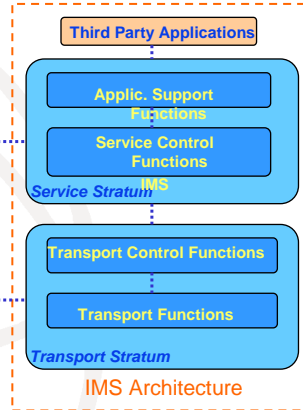 Third Party Applications
Applic. Support
Functions
Service Control
Functions
IMS
Service Stratum
Transport Control Functions
Transport Functions
Transport Stratum
IMS Architecture